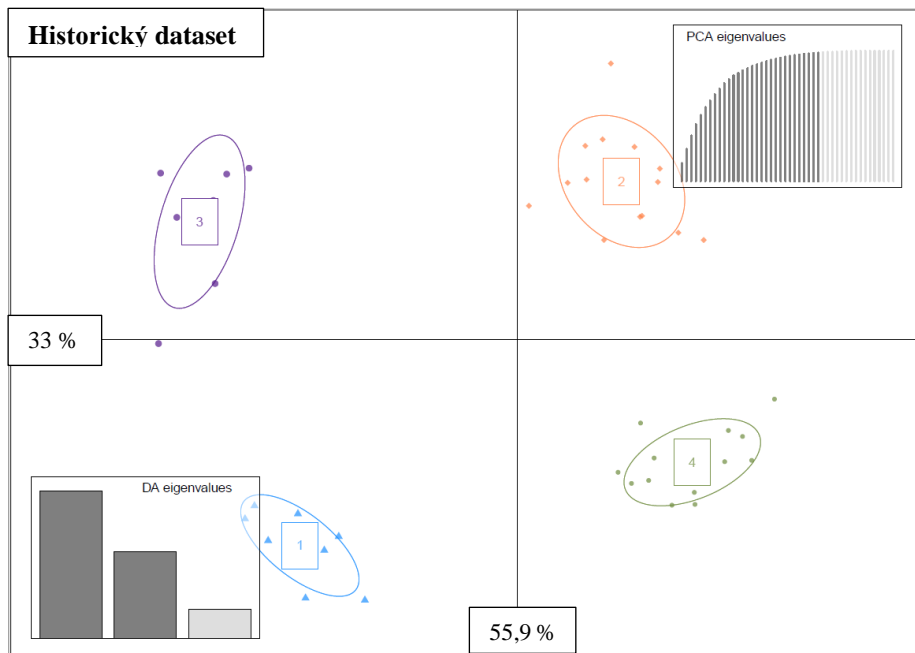 Historický dataset
PCA eigenvalues
2
3
33 %
4
DA eigenvalues
1
55,9 %